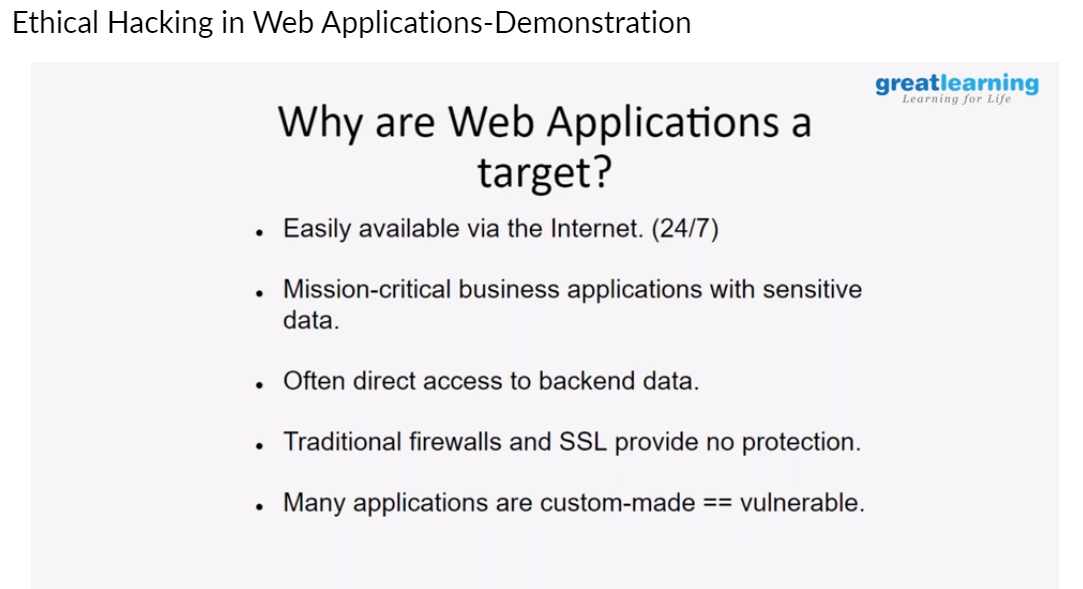 Ethical Hacking in Web Applications-Demonstration
greatlearning
Learning for Life
Why are Web Applications a
target?
• Easily available via the Internet. (24/7)
• Mission-critical business applications with sensitive
data.
• Often direct access to backend data.
• Traditional firewalls and SSL provide no protection.
• Many applications are custom-made == vulnerable.